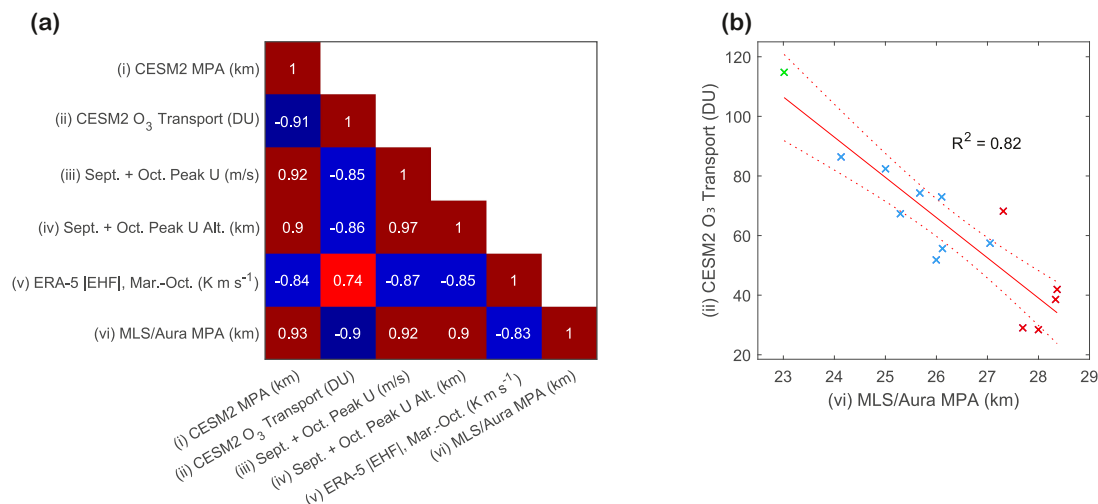 (a)
(i) CESM2 MPA (km)
1
(ii) CESM2 O₃ Transport (DU)
-0.91
1
(iii) Sept. + Oct. Peak U (m/s)
0.92
-0.85
1
(iv) Sept. + Oct. Peak U Alt. (km)
0.9
-0.86
0.97
1
(v) ERA-5 |EHF|, Mar.-Oct. (K m s⁻¹)
-0.84
0.74
-0.87
-0.85
1
(vi) MLS/Aura MPA (km)
0.93
-0.9
0.92
0.9
-0.83
1
(i) CESM2 MPA (km)
(ii) CESM2 O₃ Transport (DU)
(iii) Sept. + Oct. Peak U (m/s)
(iv) Sept. + Oct. Peak U Alt. (km)
(v) ERA-5 |EHF|, Mar.-Oct. (K m s⁻¹)
(vi) MLS/Aura MPA (km)
(b)
(ii) CESM2 O₃ Transport (DU)
120
100
80
60
40
20
R² = 0.82
23
24
25
26
27
28
29
(vi) MLS/Aura MPA (km)